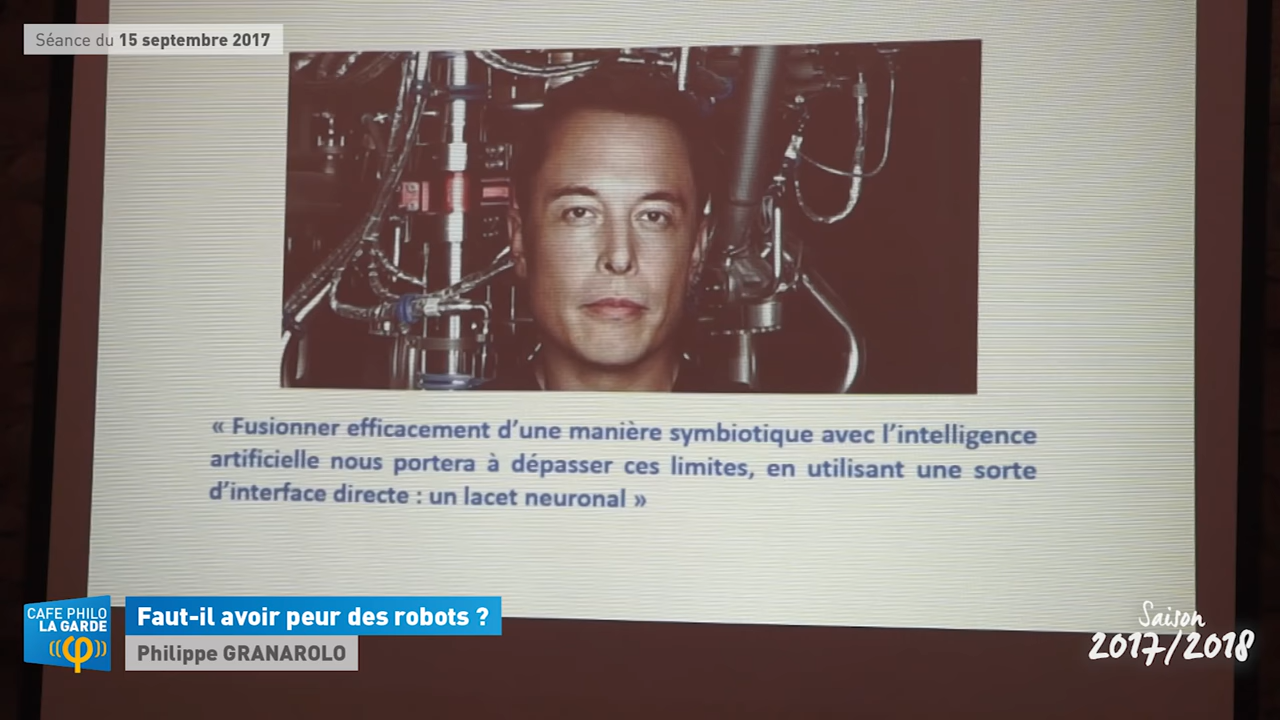 Séance du 15 septembre 2017
« Fusionner efficacement d'une manière symbiotique avec l'intelligence
artificielle nous portera à dépasser ces limites, en utilisant une sorte
d'interface directe : un lacet neuronal »
CAFE PHILO
LA GARDE
Faut-il avoir peur des robots ?
Philippe GRANAROLO
Saison
2017/2018